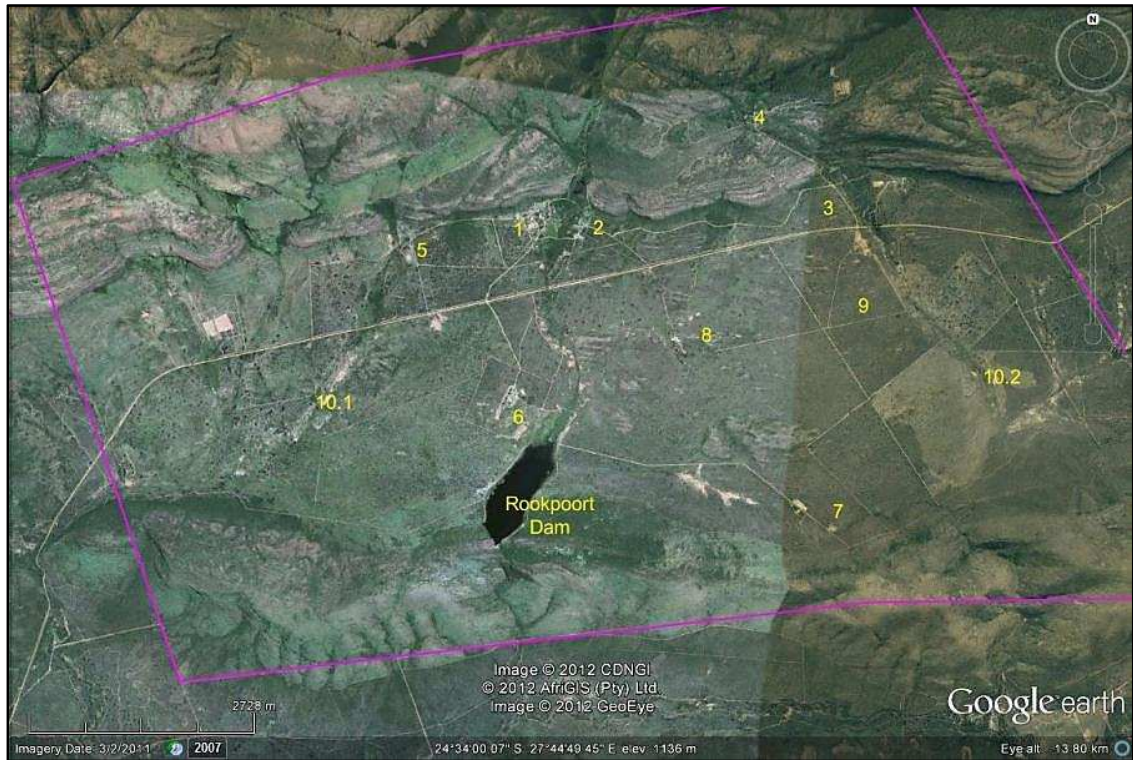 N
4
3
1
2
5
9
8
10.1
10.2
6
Rookpoort
Dam
7
Image © 2012 CDNGI
© 2012 AfriGIS (Pty) Ltd.
Image © 2012 GeoEye
Google earth
2728 m
Imagery Date: 3/2/2011 2007 24°34'00.07" S 27°44'49.45" E elev 1136 m Eye alt 13.80 km